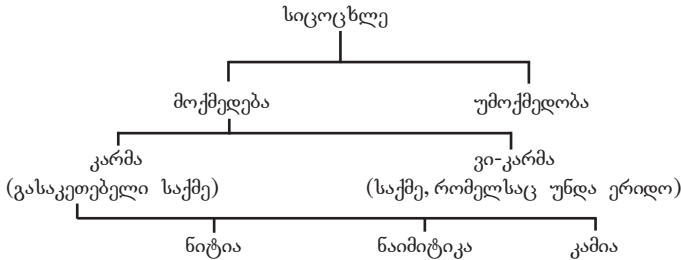 სიცოცხლე
მოქმედება უმოქმედობა
კარმა ვი-კარმა
(გასაკეთებელი საქმე) (საქმე, რომელსაც უნდა ერიდო)
ნიტია ნაიმიტიკა კამია